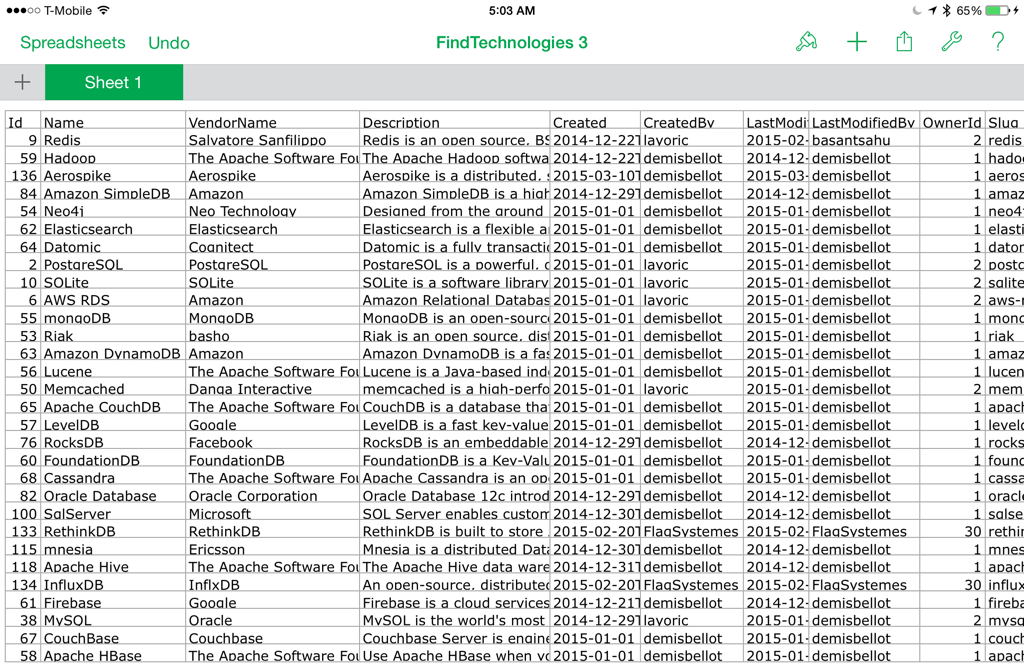 T-Mobile 5:03 AM 65%
Spreadsheets Undo FindTechnologies 3 + ?
+ Sheet 1
Id Name VendorName Description Created CreatedBy LastModi LastModifiedBy OwnerId Slug
9 Redis Salvatore Sanfilippo Redis is an open source, BS 2014-12-22T layoric 2015-02- basantsahu 2 redis
59 Hadoop The Apache Software Fou The Apache Hadoop softwa 2014-12-22T demisbellot 2014-12- demisbellot 1 hado
136 Aerospike Aerospike Aerospike is a distributed, s 2015-03-10T demisbellot 2015-03- demisbellot 1 aeros
84 Amazon SimpleDB Amazon Amazon SimpleDB is a high 2014-12-29T demisbellot 2014-12- demisbellot 1 amaz
54 Neo4j Neo Technology Designed from the ground 2015-01-01 demisbellot 2015-01- demisbellot 1 neo4
62 Elasticsearch Elasticsearch Elasticsearch is a flexible a 2015-01-01 demisbellot 2015-01- demisbellot 1 elasti
64 Datomic Cognitect Datomic is a fully transacti 2015-01-01 demisbellot 2015-01- demisbellot 1 dator
2 PostgreSQL PostgreSQL PostgreSQL is a powerful, o 2015-01-01 layoric 2015-01- demisbellot 2 postg
10 SQLite SQLite SQLite is a software library 2015-01-01 layoric 2015-01- demisbellot 2 sqlite
6 AWS RDS Amazon Amazon Relational Databas 2015-01-01 layoric 2015-01- demisbellot 2 aws-r
55 mongoDB MongoDB MongoDB is an open-source 2015-01-01 demisbellot 2015-01- demisbellot 1 mong
53 Riak basho Riak is an open source, dist 2015-01-01 demisbellot 2015-01- demisbellot 1 riak
63 Amazon DynamoDB Amazon Amazon DynamoDB is a fas 2015-01-01 demisbellot 2015-01- demisbellot 1 amaz
56 Lucene The Apache Software Fou Lucene is a Java-based inde 2015-01-01 demisbellot 2015-01- demisbellot 1 lucen
50 Memcached Danga Interactive memcached is a high-perfo 2015-01-01 layoric 2015-01- demisbellot 2 mem
65 Apache CouchDB The Apache Software Fou CouchDB is a database that 2015-01-01 demisbellot 2015-01- demisbellot 1 apach
57 LevelDB Google LevelDB is a fast key-value 2015-01-01 demisbellot 2015-01- demisbellot 1 levelc
76 RocksDB Facebook RocksDB is an embeddable 2014-12-29T demisbellot 2014-12- demisbellot 1 rocks
60 FoundationDB FoundationDB FoundationDB is a Key-Valu 2015-01-01 demisbellot 2015-01- demisbellot 1 found
68 Cassandra The Apache Software Fou Apache Cassandra is an ope 2015-01-01 demisbellot 2015-01- demisbellot 1 cassa
82 Oracle Database Oracle Corporation Oracle Database 12c introd 2014-12-29T demisbellot 2014-12- demisbellot 1 oracle
100 SqlServer Microsoft SQL Server enables custom 2014-12-30T demisbellot 2014-12- demisbellot 1 sqlse
133 RethinkDB RethinkDB RethinkDB is built to store 2015-02-20T FlagSystemes 2015-02- FlagSystemes 30 rethir
115 mnesia Ericsson Mnesia is a distributed Data 2014-12-30T demisbellot 2014-12- demisbellot 1 mnes
118 Apache Hive The Apache Software Fou The Apache Hive data ware 2014-12-31T demisbellot 2014-12- demisbellot 1 apach
134 InfluxDB InflxDB An open-source, distributed 2015-02-20T FlagSystemes 2015-02- FlagSystemes 30 influx
61 Firebase Google Firebase is a cloud services 2014-12-21T demisbellot 2014-12- demisbellot 1 fireba
38 MySQL Oracle MySQL is the world's most 2014-12-29T layoric 2014-12- demisbellot 2 mysq
67 CouchBase Couchbase Couchbase Server is engine 2015-01-01 demisbellot 2015-01- demisbellot 1 couch
58 Apache HBase The Apache Software Fou Use Apache HBase when yo 2015-01-01 demisbellot 2015-01- demisbellot 1 apach